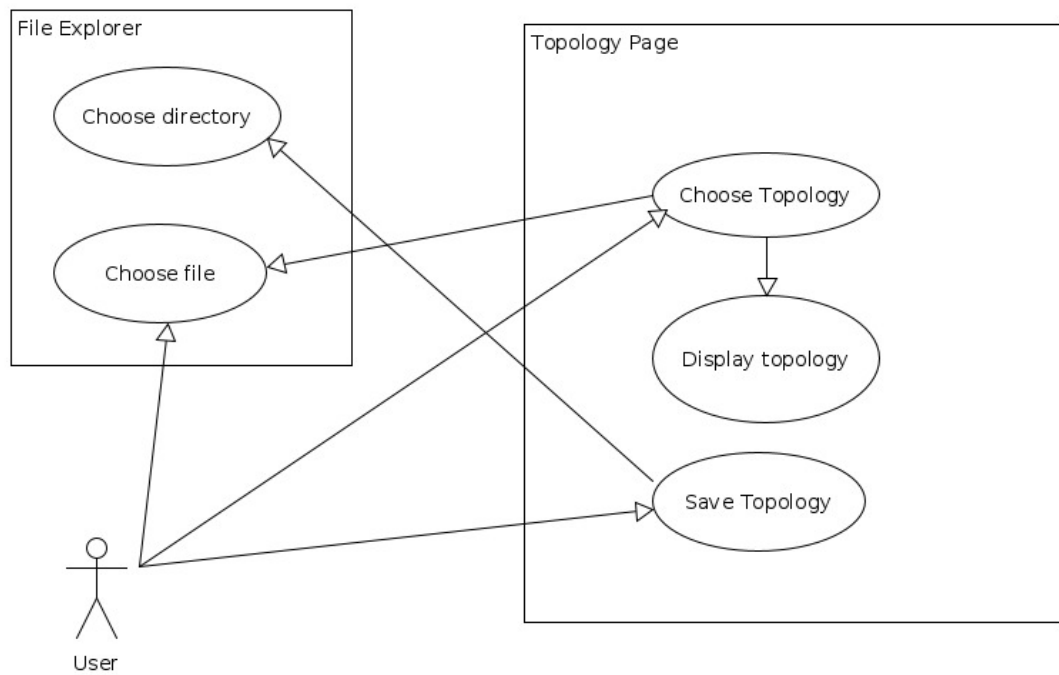 File Explorer
Choose directory
Choose file
Topology Page
Choose Topology
Display topology
Save Topology
User